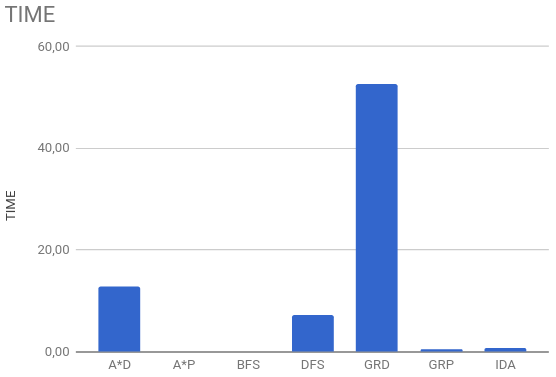 TIME
60,00
40,00
20,00
0,00
TIME
A*D A*P BFS DFS GRD GRP IDA